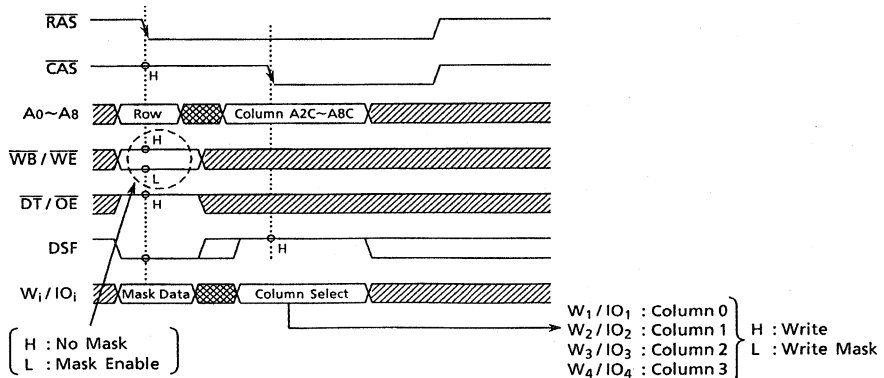 RAS
CAS
H
A0~A8
Row
Column A2C~A8C
WB / WE
H
L
DT / OE
H
DSF
H
Wi / IOi
Mask Data
Column Select
H : No Mask
L : Mask Enable
W1 / IO1 : Column 0
W2 / IO2 : Column 1
W3 / IO3 : Column 2
W4 / IO4 : Column 3
H : Write
L : Write Mask